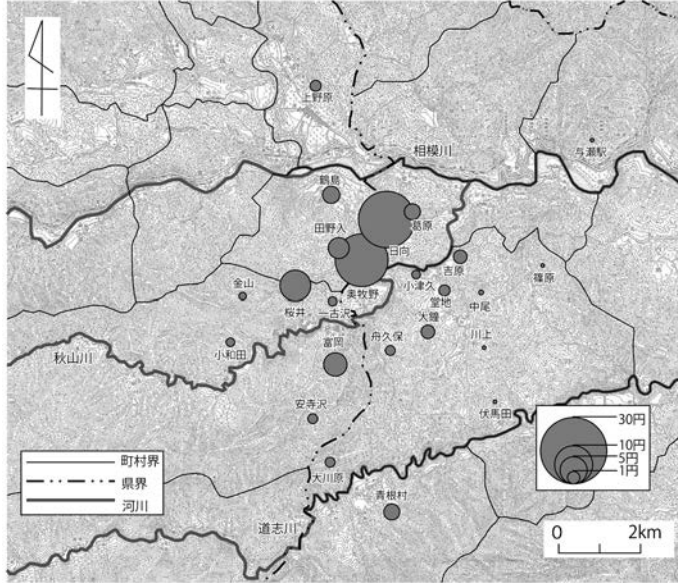 上野原
相模川
与瀬駅
鶴島
葛原
田野入
日向
吉原
篠原
金山
奥牧野
小津久
桜井
一古沢
堂地
中尾
大鐘
舟久保
川上
小和田
富岡
秋山川
安寺沢
伏馬田
30円
10円
5円
1円
町村界
県界
河川
大川原
青根村
道志川
0
2km